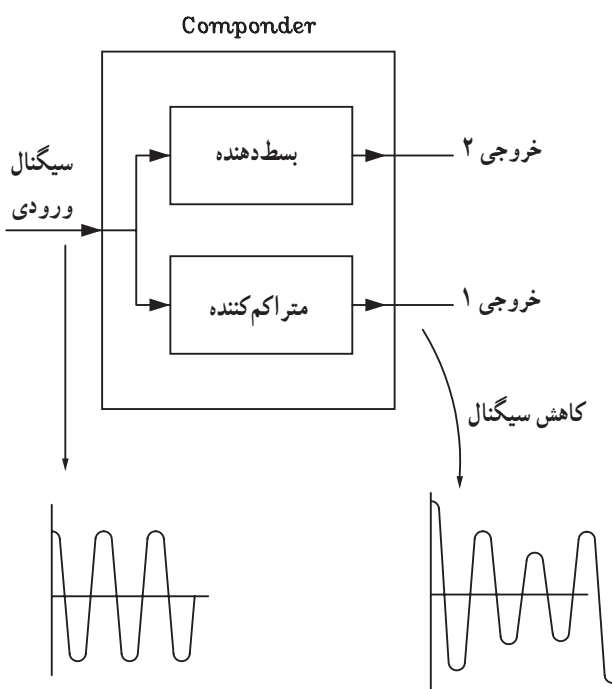 Componder
بسط‌دهنده
خروجی ۲
سیگنال
ورودی
متراکم‌کننده
خروجی ۱
کاهش سیگنال